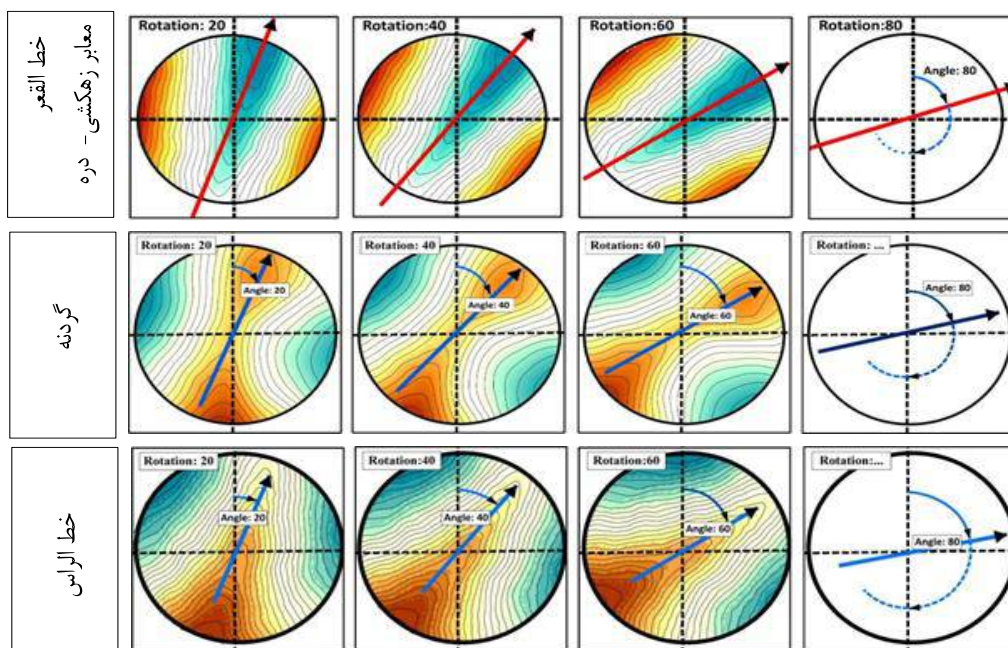 خط القعر
معابر زهکشی - دره
Rotation: 20
Rotation:40
Rotation:60
Rotation:80
Angle: 80
گردنه
Rotation: 20
Angle: 20
Rotation: 40
Angle: 40
Rotation: 60
Angle: 60
Rotation: ...
Angle: 80
خط الراس
Rotation: 20
Angle: 20
Rotation:40
Angle: 40
Rotation:60
Angle: 60
Rotation:...
Angle: 80